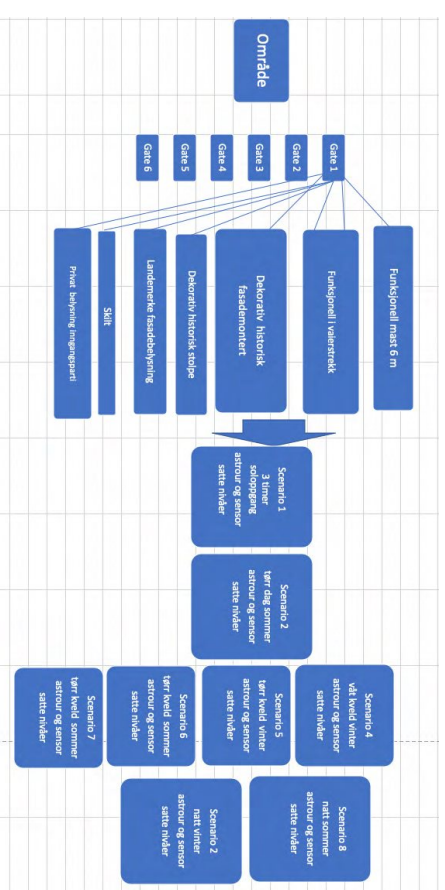 Område
Gate 1
Gate 2
Gate 3
Gate 4
Gate 5
Gate 6
Funksjonell mast 6 m
Funksjonell i vaierstrekk
Dekorativ historisk
fasademontert
Dekorativ historisk stolpe
Landemerke fasadebelysning
Skilt
Privat belysning inngangsparti
Scenario 1
3 timer
soloppgang
astrour og sensor
satte nivåer
Scenario 2
tørr dag sommer
astrour og sensor
satte nivåer
Scenario 4
våt kveld vinter
astrour og sensor
satte nivåer
Scenario 5
tørr kveld vinter
astrour og sensor
satte nivåer
Scenario 6
tørr kveld sommer
astrour og sensor
satte nivåer
Scenario 7
tørr kveld sommer
astrour og sensor
satte nivåer
Scenario 8
natt sommer
astrour og sensor
satte nivåer
Scenario 2
natt vinter
astrour og sensor
satte nivåer